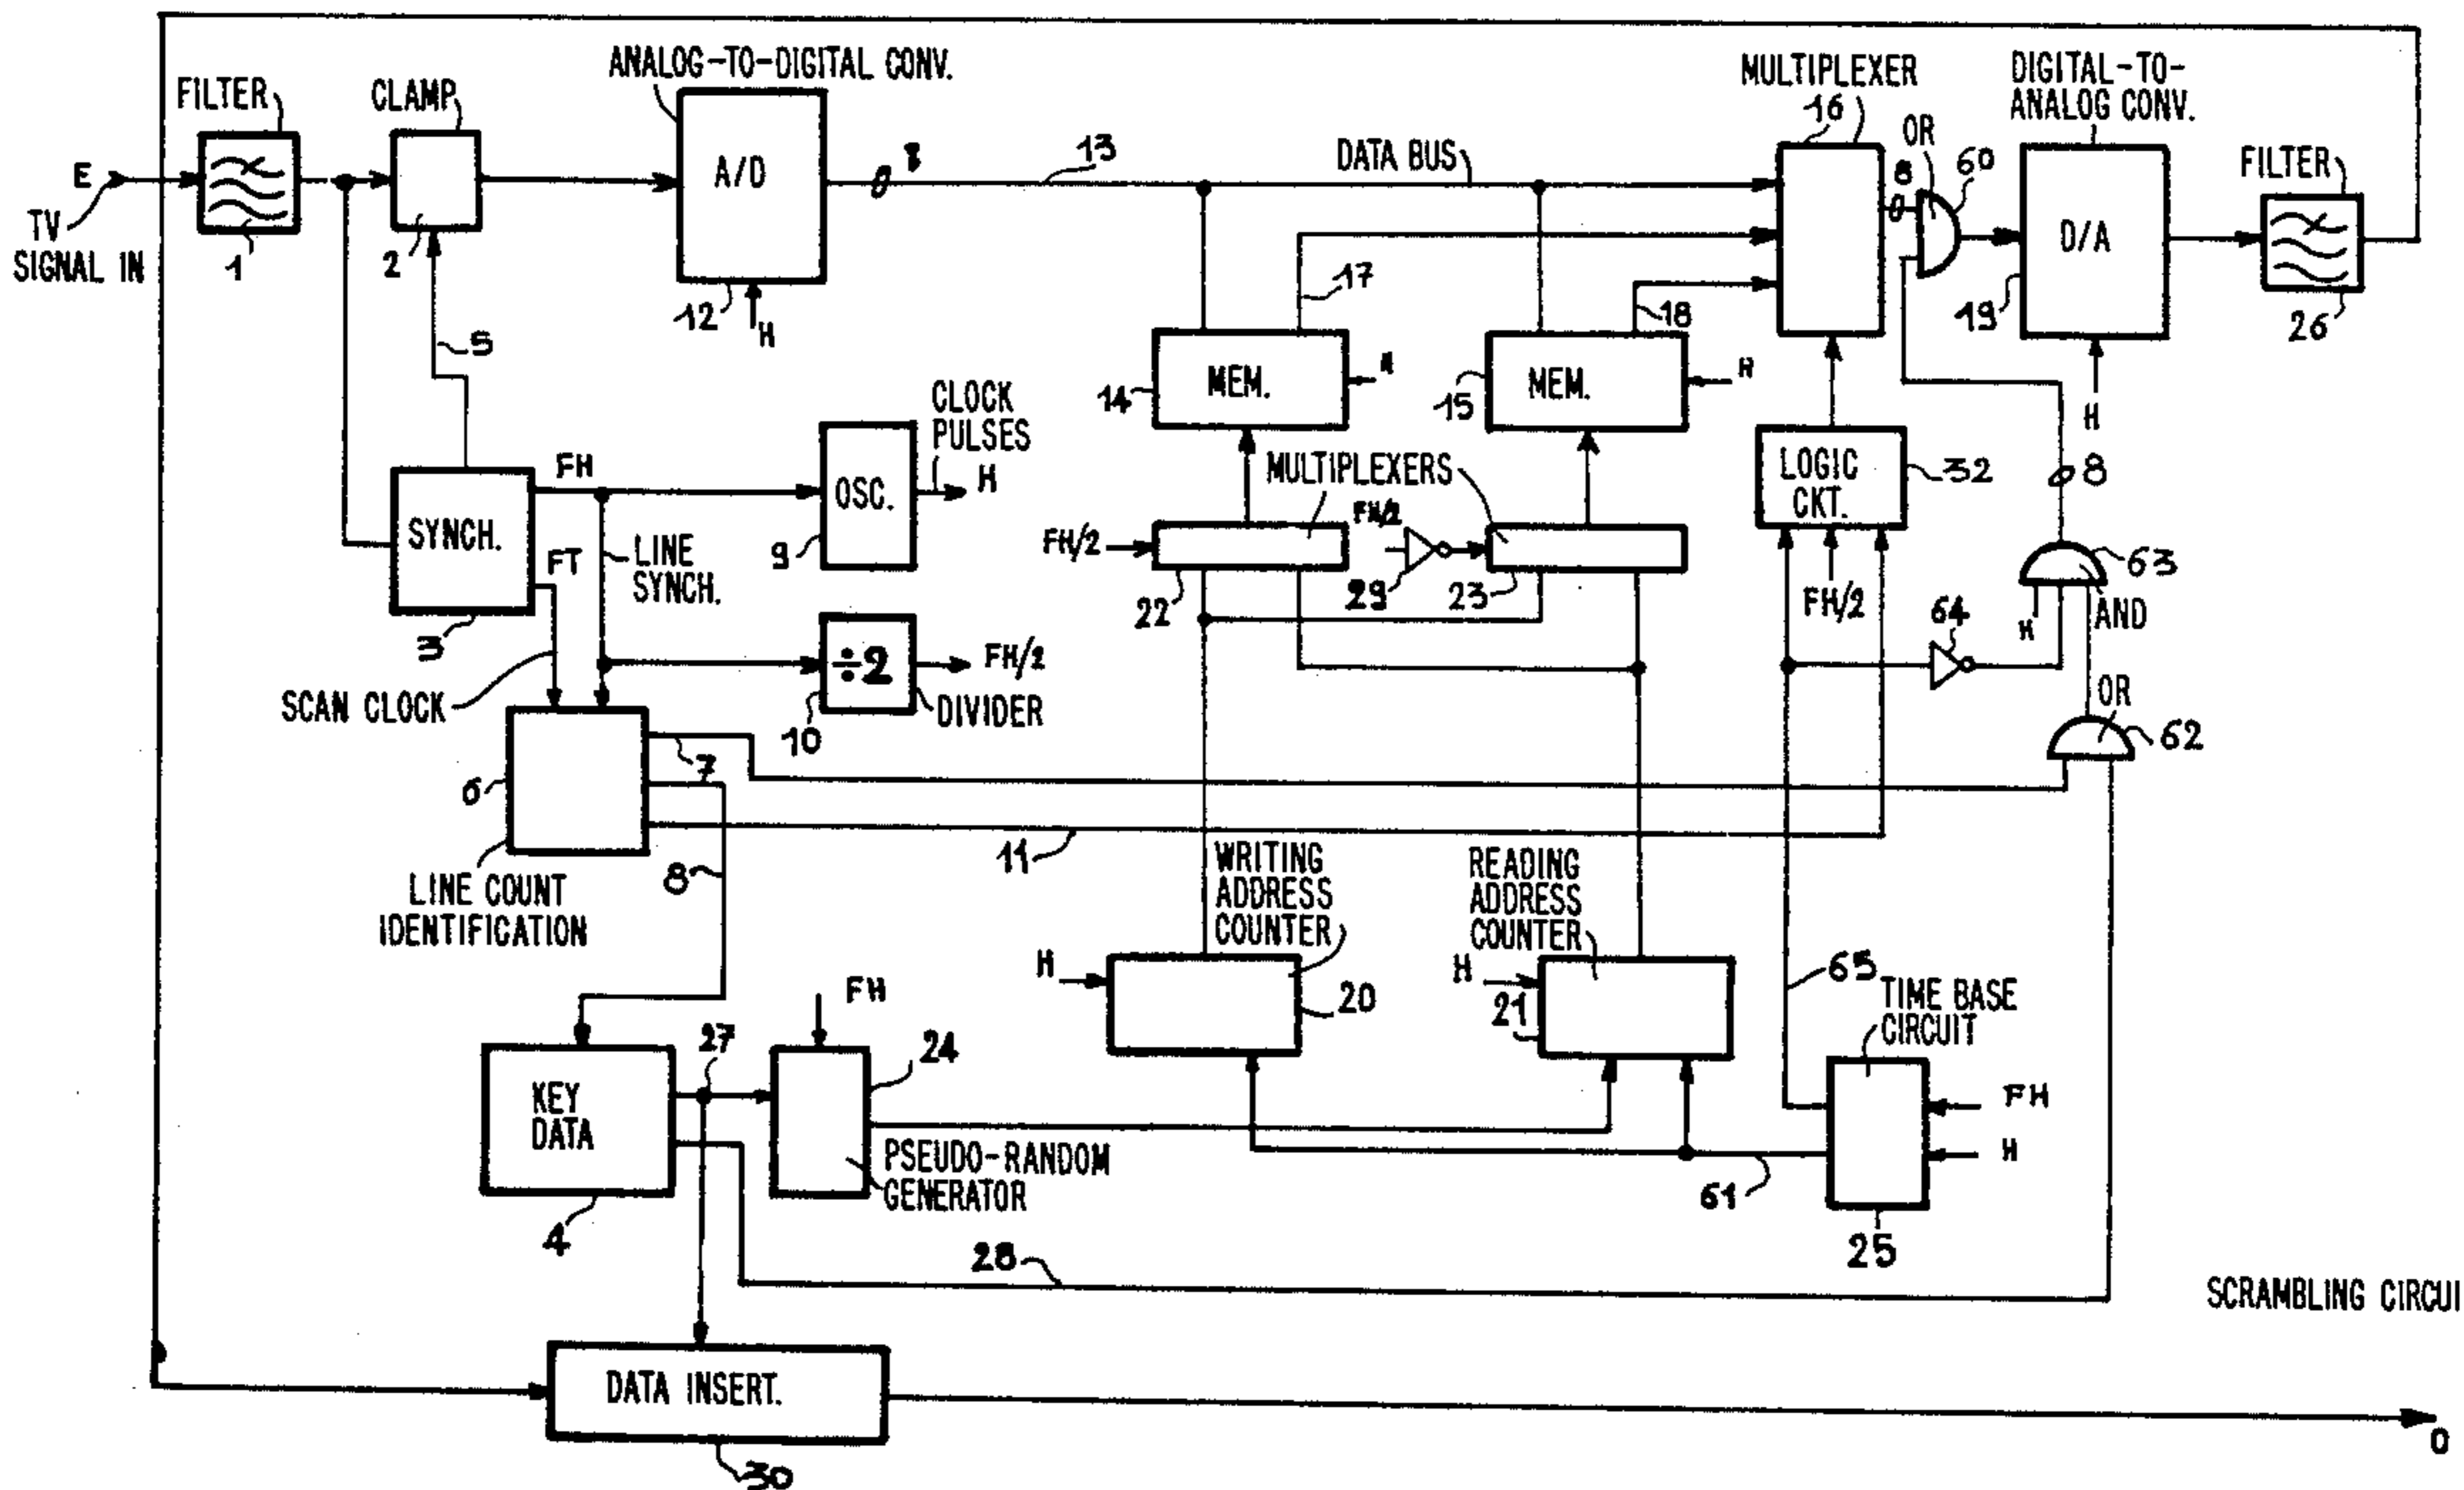 ANALOG-TO-DIGITAL CONV.
MULTIPLEXER
16
DIGITAL-TO-
ANALOG CONV.
FILTER
CLAMP
OR
60
FILTER
E
TV
SIGNAL IN
1
2
A/D
12
H
8
13
DATA BUS
8
D/A
19
H
26
5
17
18
MEM.
14
H
MEM.
15
H
CLOCK
PULSES
H
FH
OSC.
9
SYNCH.
3
FT
LINE
SYNCH.
MULTIPLEXERS
FH/2
22
FH/2
29
23
LOGIC
CKT.
32
FH/2
8
63
AND
H
64
OR
62
SCAN CLOCK
÷2
10
FH/2
DIVIDER
6
7
8
11
LINE COUNT
IDENTIFICATION
WRITING
ADDRESS
COUNTER
H
20
READING
ADDRESS
COUNTER
H
21
65
TIME BASE
CIRCUIT
FH
H
25
61
KEY
DATA
4
27
FH
24
PSEUDO-RANDOM
GENERATOR
28
SCRAMBLING CIRCUI
DATA INSERT.
30
O